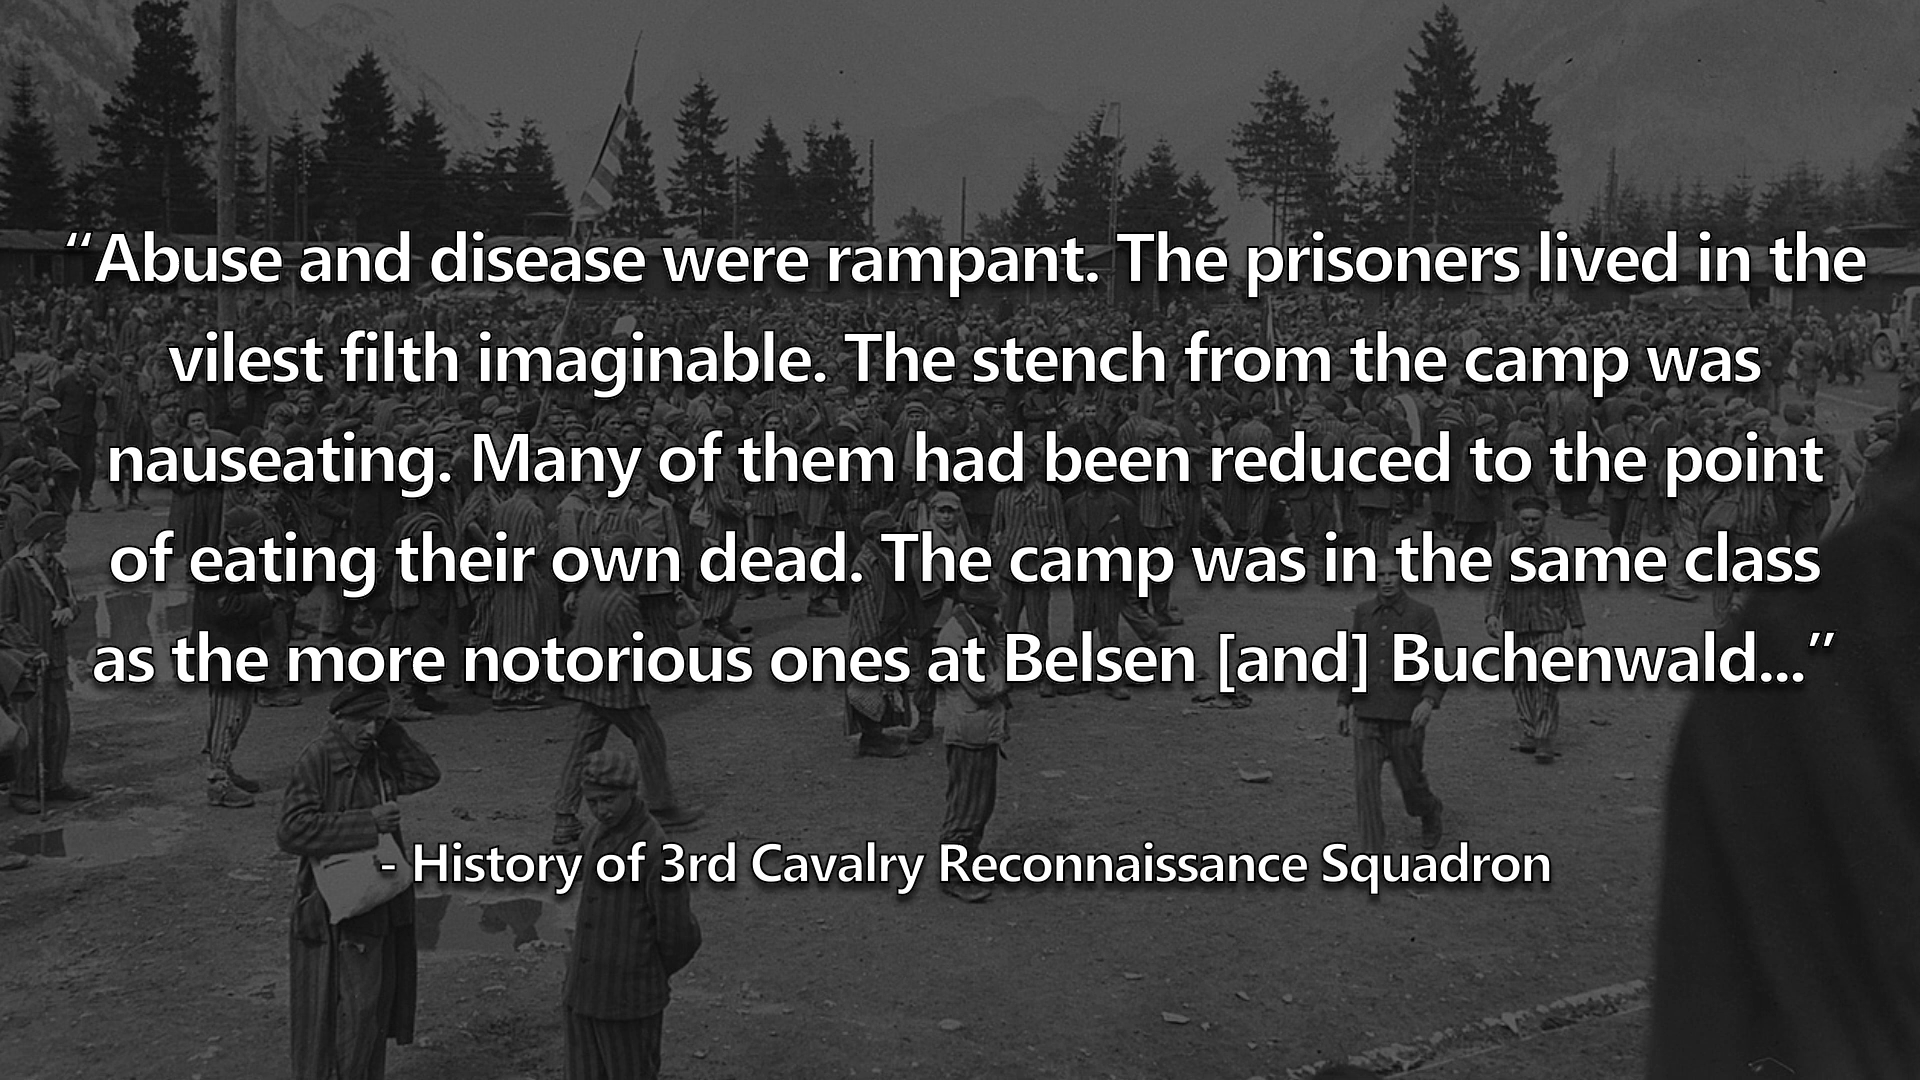 “Abuse and disease were rampant. The prisoners lived in the
vilest filth imaginable. The stench from the camp was
nauseating. Many of them had been reduced to the point
of eating their own dead. The camp was in the same class
as the more notorious ones at Belsen [and] Buchenwald...”
- History of 3rd Cavalry Reconnaissance Squadron